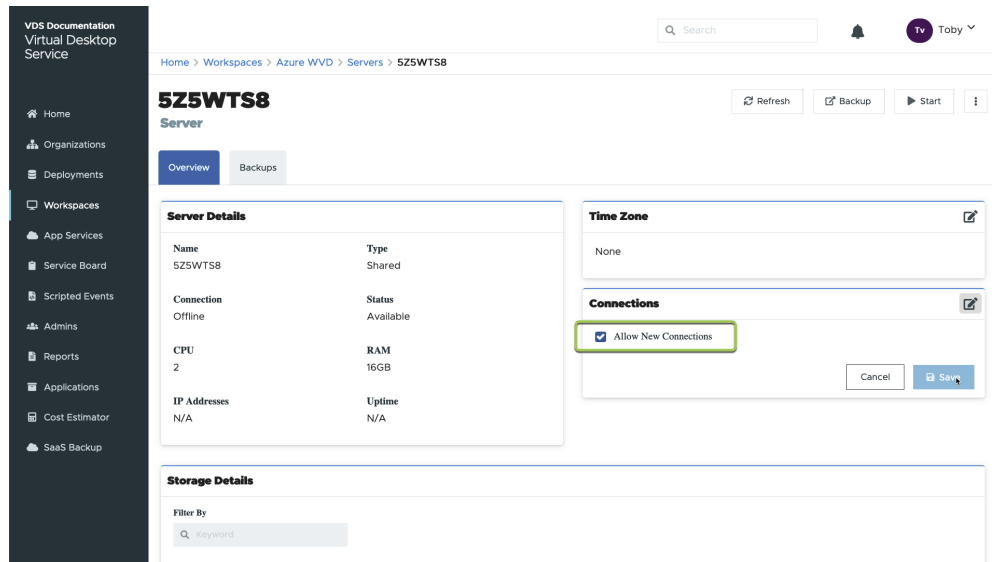 VDS Documentation
Virtual Desktop
Service
Search
Tv Toby
Home > Workspaces > Azure WVD > Servers > 5Z5WTS8
5Z5WTS8
Server
Refresh
Backup
Start
Home
Organizations
Deployments
Workspaces
App Services
Service Board
Scripted Events
Admins
Reports
Applications
Cost Estimator
SaaS Backup
Overview
Backups
Server Details
Name
5Z5WTS8
Type
Shared
Connection
Offline
Status
Available
CPU
2
RAM
16GB
IP Addresses
N/A
Uptime
N/A
Time Zone
None
Connections
Allow New Connections
Cancel
Save
Storage Details
Filter By
Keyword